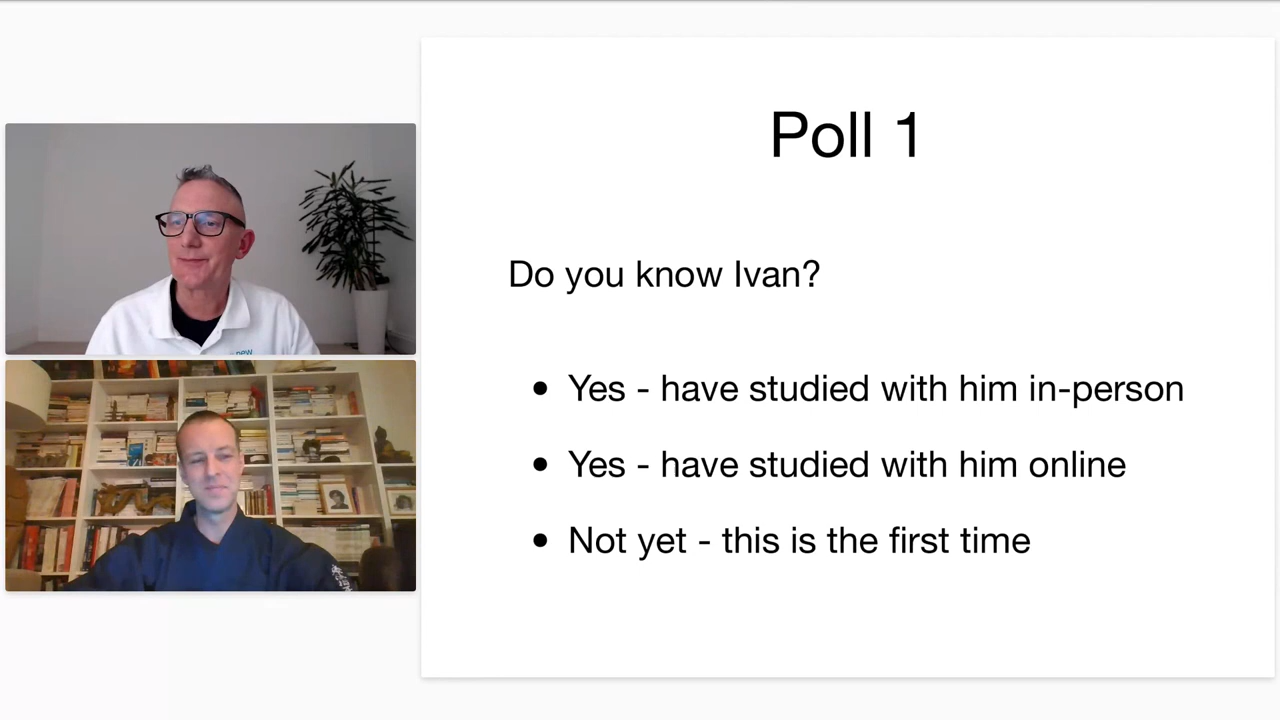 Poll 1
Do you know Ivan?
• Yes - have studied with him in-person
• Yes - have studied with him online
• Not yet - this is the first time
new